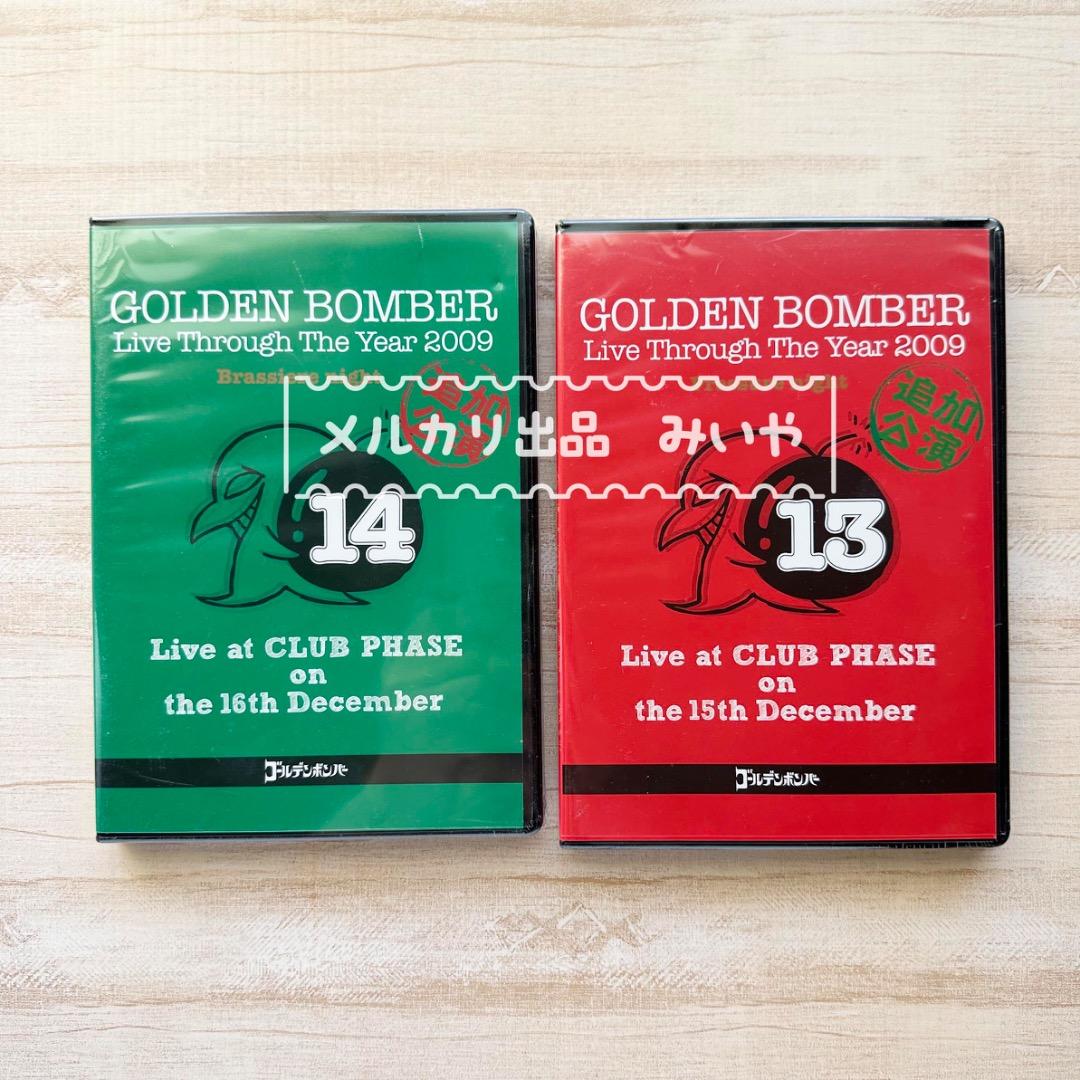 GOLDEN BOMBER
Live Through The Year 2009
Brassiere night
追加
公演
14
Live at CLUB PHASE
on
the 16th December
ゴールデンボンバー
GOLDEN BOMBER
Live Through The Year 2009
night
追加
公演
13
Live at CLUB PHASE
on
the 15th December
ゴールデンボンバー
メルカリ出品 みいや